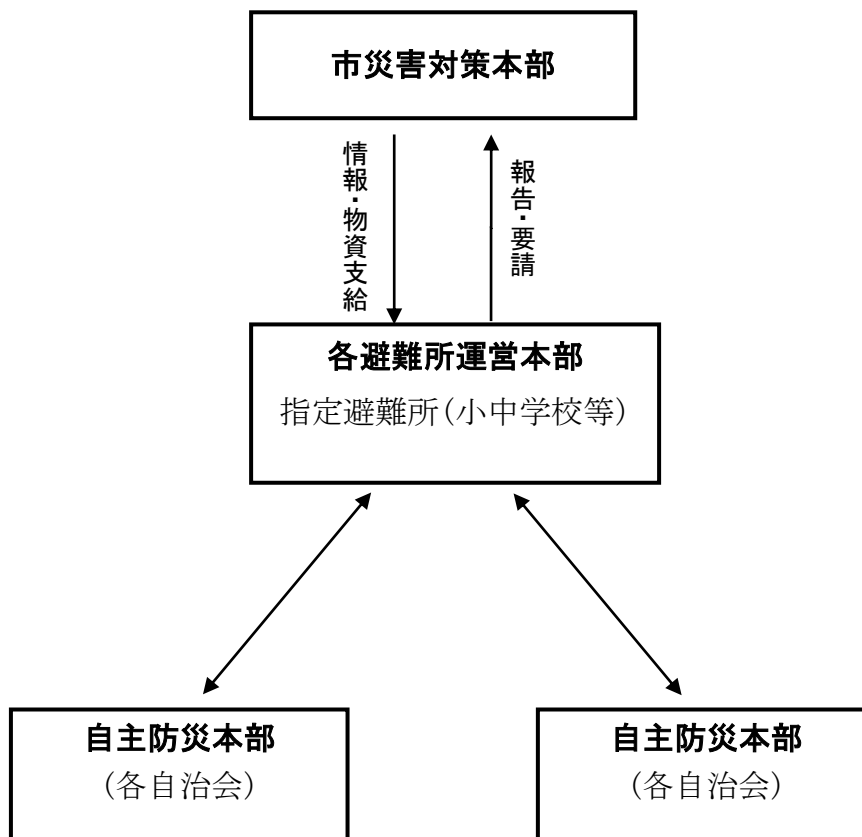 市災害対策本部
情報・物資支給
報告・要請
各避難所運営本部
指定避難所(小中学校等)
自主防災本部
(各自治会)
自主防災本部
(各自治会)